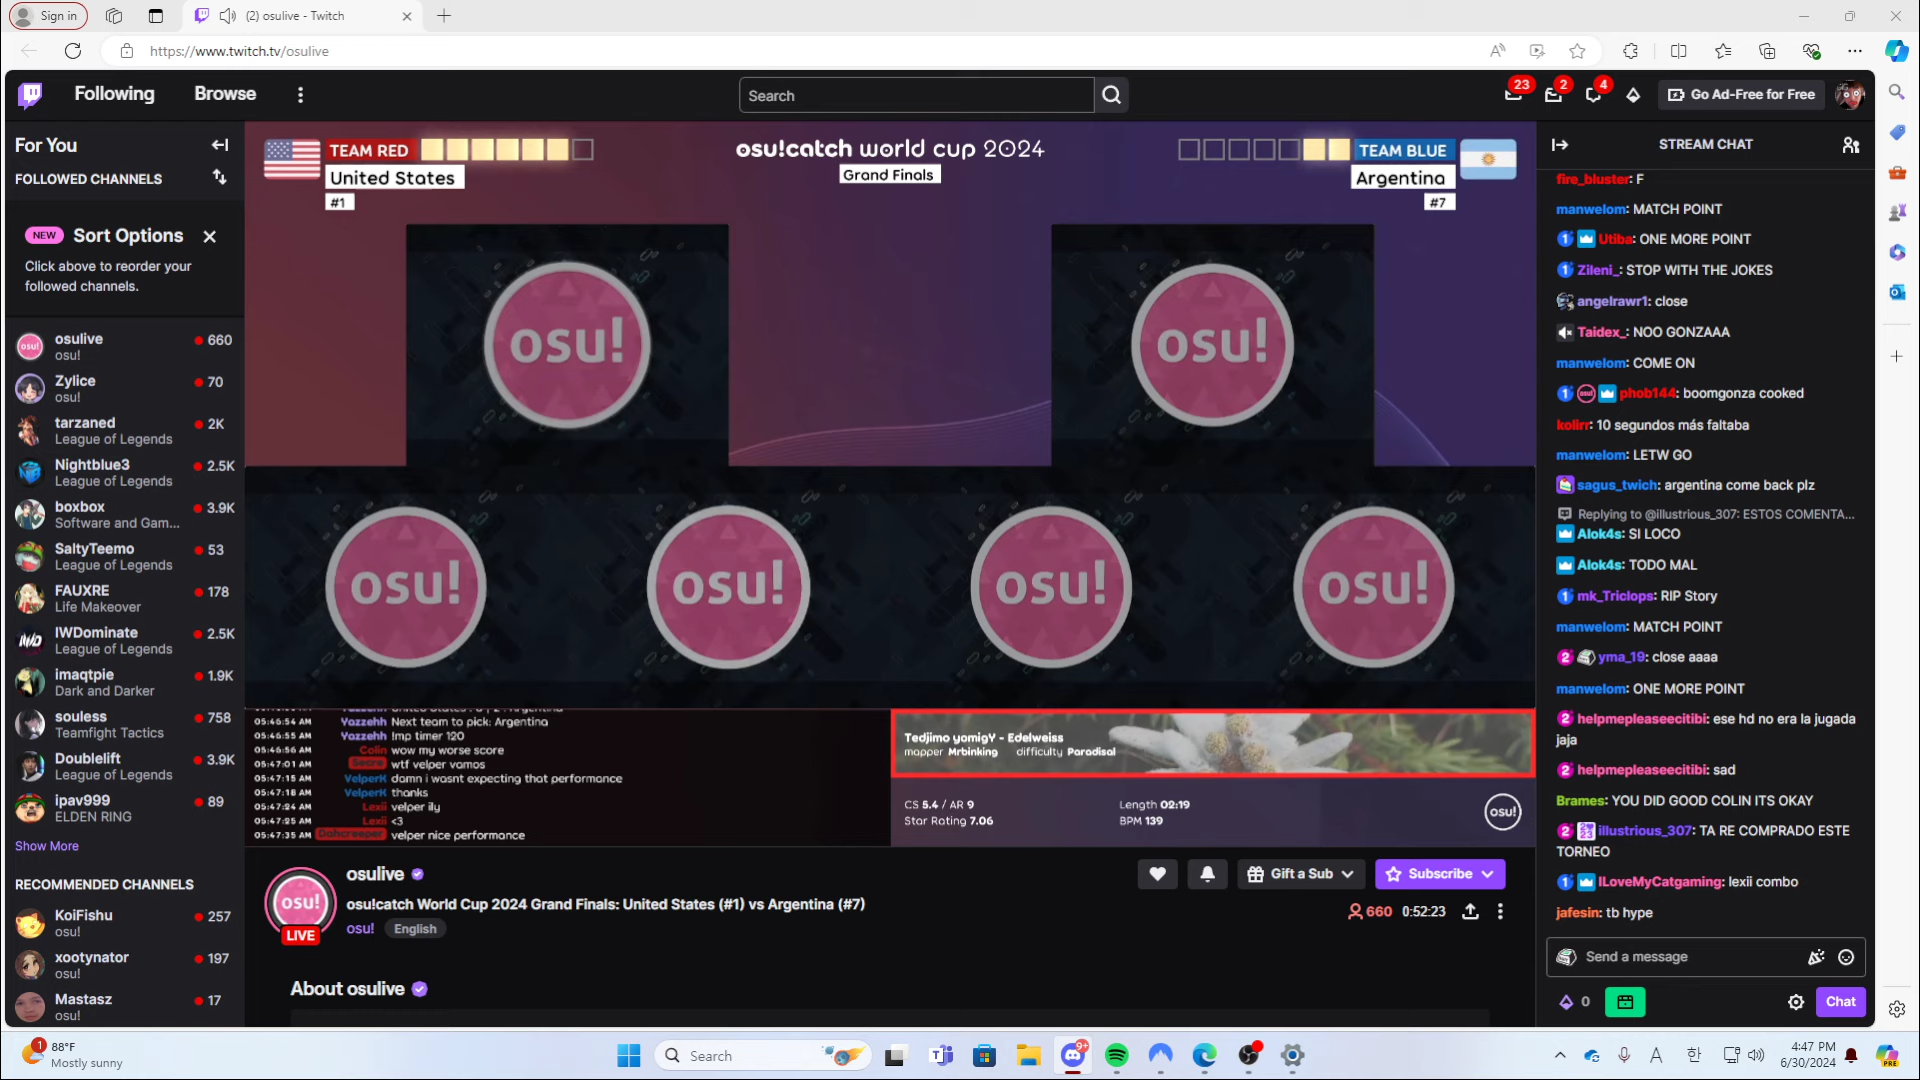 Sign in
(2) osulive - Twitch
https://www.twitch.tv/osulive
Following
Browse
Search
23
2
4
Go Ad-Free for Free
For You
FOLLOWED CHANNELS
NEW
Sort Options
Click above to reorder your
followed channels.
osulive
660
osu!
Zylice
70
osu!
tarzaned
2K
League of Legends
Nightblue3
2.5K
League of Legends
boxbox
3.9K
Software and Gam...
SaltyTeemo
53
League of Legends
FAUXRE
178
Life Makeover
IWDominate
2.5K
League of Legends
imaqtpie
1.9K
Dark and Darker
souless
758
Teamfight Tactics
Doublelift
3.9K
League of Legends
ipav999
89
ELDEN RING
Show More
RECOMMENDED CHANNELS
KoiFishu
257
osu!
xootynator
197
osu!
Mastasz
17
osu!
TEAM RED
United States
#1
osu!catch world cup 2024
Grand Finals
TEAM BLUE
Argentina
#7
osu!
osu!
osu!
osu!
osu!
osu!
05:46:54 AM Yazzehh Next team to pick: Argentina
05:46:55 AM Yazzehh !mp timer 120
05:46:56 AM Colin wow my worse score
05:47:01 AM Secre wtf velper vamos
05:47:15 AM VelperK damn i wasnt expecting that performance
05:47:18 AM VelperK thanks
05:47:24 AM Lexii velper ily
05:47:25 AM Lexii <3
05:47:35 AM Dahcreeper velper nice performance
Tedjimo yomigY - Edelweiss
mapper Mrbinking difficulty Paradisal
CS 5.4 / AR 9
Length 02:19
Star Rating 7.06
BPM 139
osu!
osu!
LIVE
osulive
osu!catch World Cup 2024 Grand Finals: United States (#1) vs Argentina (#7)
osu!
English
Gift a Sub
Subscribe
660
0:52:23
About osulive
STREAM CHAT
fire_bluster: F
manwelom: MATCH POINT
Utiba: ONE MORE POINT
Zileni_: STOP WITH THE JOKES
angelrawr1: close
Taidex_: NOO GONZAAA
manwelom: COME ON
phob144: boomgonza cooked
kolirr: 10 segundos más faltaba
manwelom: LETW GO
sagus_twich: argentina come back plz
Replying to @illustrious_307: ESTOS COMENTA...
Alok4s: SI LOCO
Alok4s: TODO MAL
mk_Triclops: RIP Story
manwelom: MATCH POINT
yma_19: close aaaa
manwelom: ONE MORE POINT
helpmepleaseecitibi: ese hd no era la jugada
jaja
helpmepleaseecitibi: sad
Brames: YOU DID GOOD COLIN ITS OKAY
illustrious_307: TA RE COMPRADO ESTE
TORNEO
ILoveMyCatgaming: lexii combo
jafesin: tb hype
Send a message
0
Chat
1
88°F
Mostly sunny
Search
9+
A
한
4:47 PM
6/30/2024
PRE